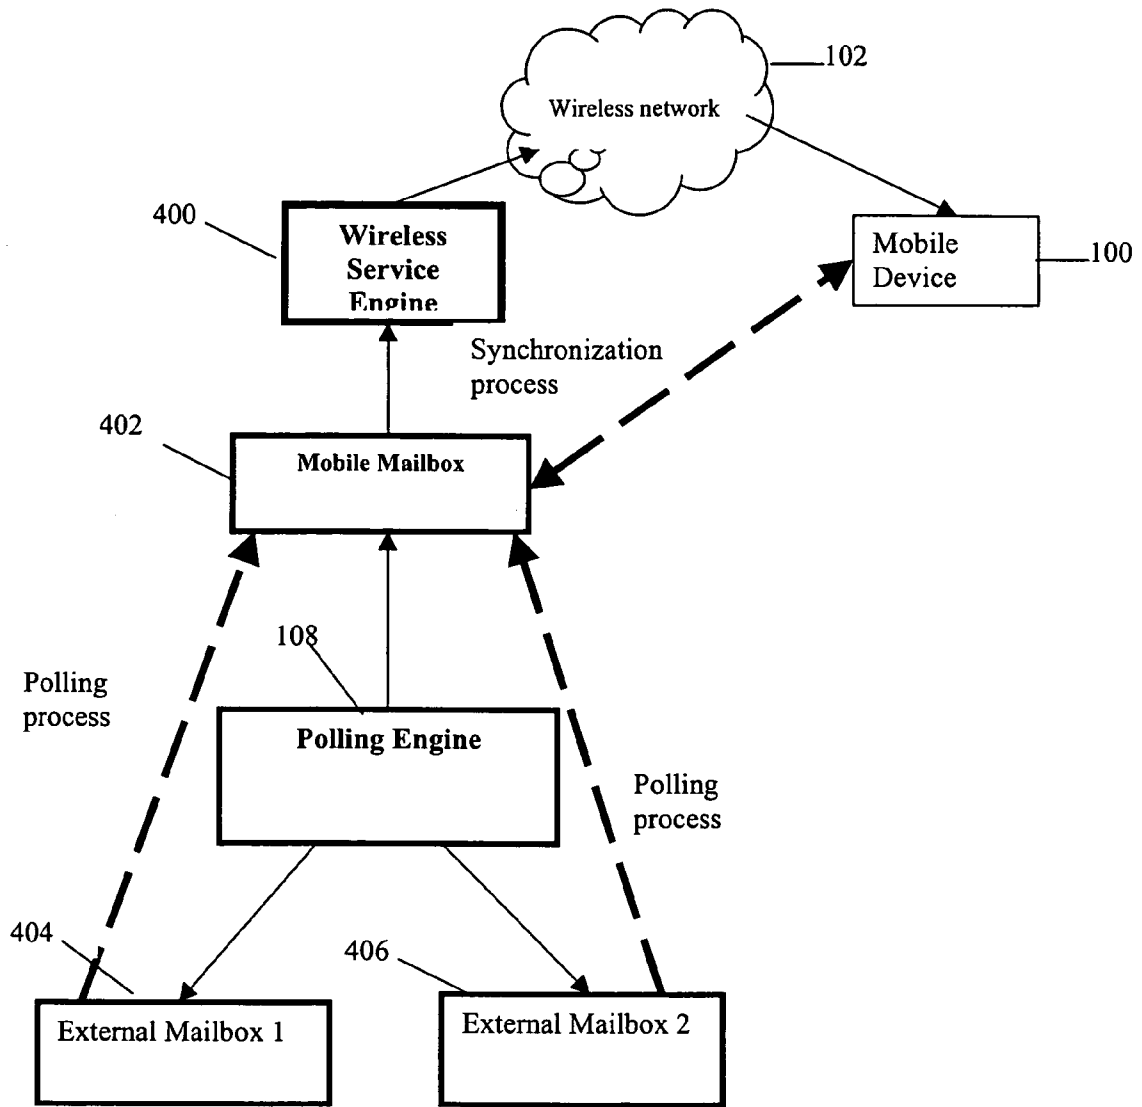 102
Wireless network
400
Wireless
Service
Engine
Mobile
Device
100
Synchronization
process
402
Mobile Mailbox
108
Polling
process
Polling Engine
Polling
process
404
406
External Mailbox 1
External Mailbox 2